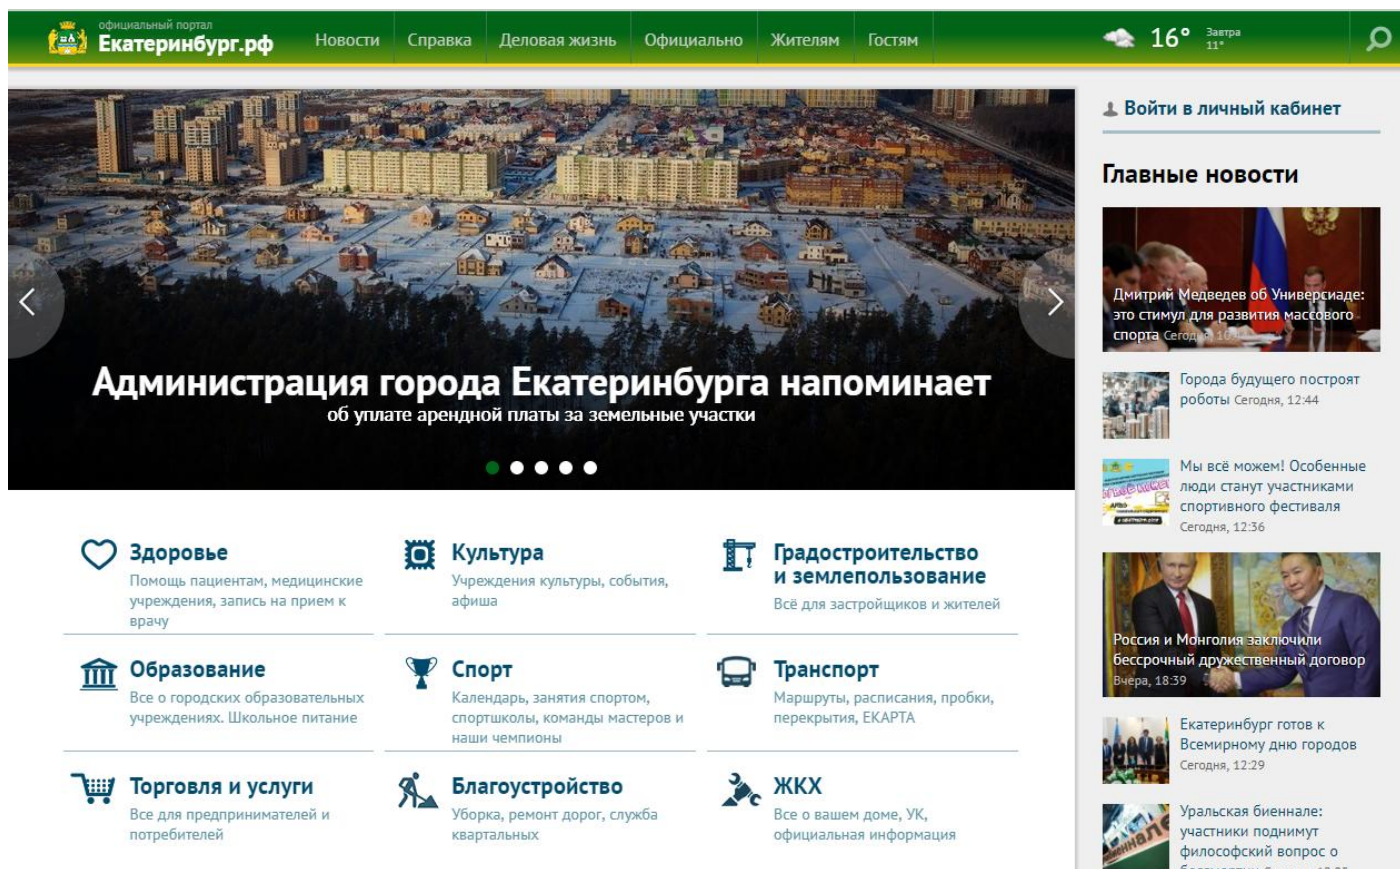 официальный портал
Екатеринбург.рф
Новости
Справка
Деловая жизнь
Официально
Жителям
Гостям
16°
Завтра
11°
Администрация города Екатеринбурга напоминает
об уплате арендной платы за земельные участки
Здоровье
Помощь пациентам, медицинские
учреждения, запись на прием к
врачу
Культура
Учреждения культуры, события,
афиша
Градостроительство
и землепользование
Всё для застройщиков и жителей
Образование
Все о городских образовательных
учреждениях. Школьное питание
Спорт
Календарь, занятия спортом,
спортшколы, команды мастеров и
наши чемпионы
Транспорт
Маршруты, расписания, пробки,
перекрытия, ЕКАРТА
Торговля и услуги
Все для предпринимателей и
потребителей
Благоустройство
Уборка, ремонт дорог, служба
квартальных
ЖКХ
Все о вашем доме, УК,
официальная информация
Войти в личный кабинет
Главные новости
Дмитрий Медведев об Универсиаде:
это стимул для развития массового
спорта Сегодня
Города будущего построят
роботы Сегодня, 12:44
Мы всё можем! Особенные
люди станут участниками
спортивного фестиваля
Сегодня, 12:36
Россия и Монголия заключили
бессрочный дружественный договор
Вчера, 18:39
Екатеринбург готов к
Всемирному дню городов
Сегодня, 12:29
Уральская биеннале:
участники поднимут
философский вопрос о